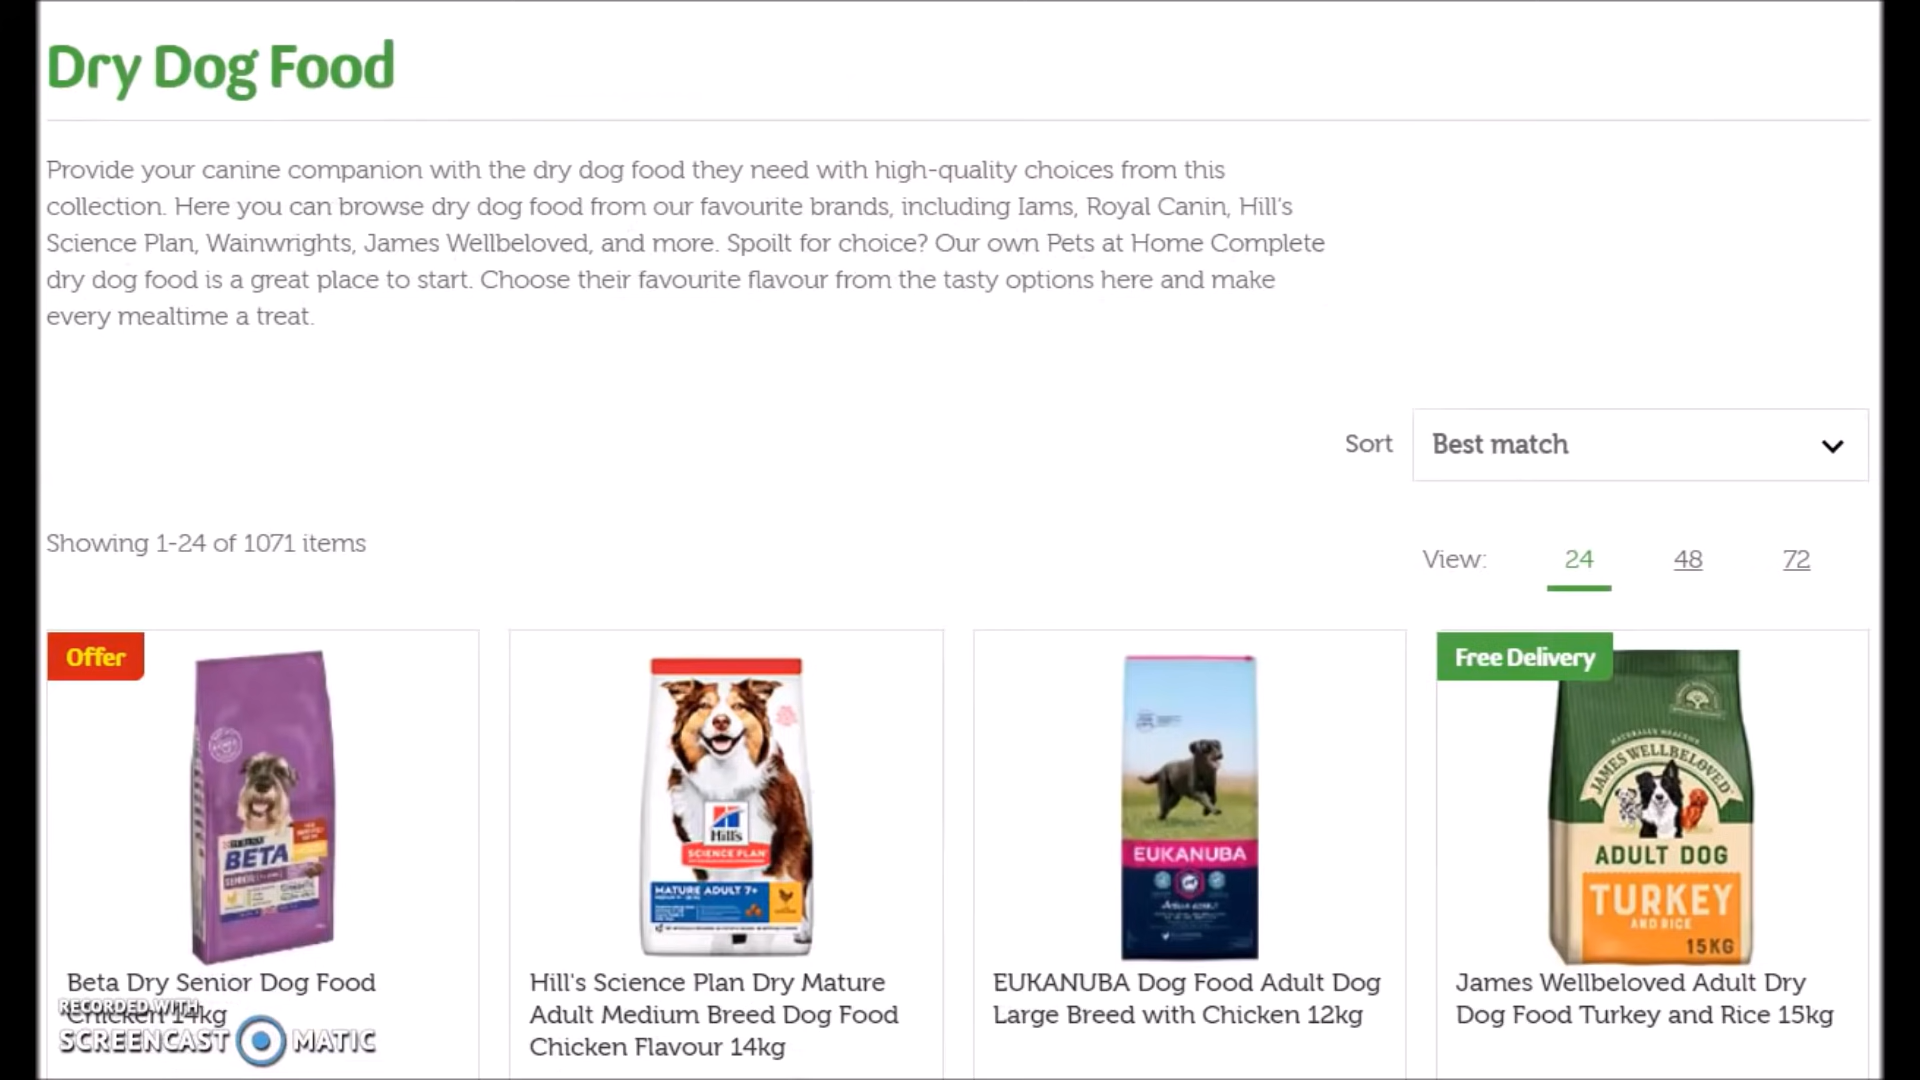 Dry Dog Food
Provide your canine companion with the dry dog food they need with high-quality choices from this
collection. Here you can browse dry dog food from our favourite brands, including Iams, Royal Canin, Hill's
Science Plan, Wainwrights, James Wellbeloved, and more. Spoilt for choice? Our own Pets at Home Complete
dry dog food is a great place to start. Choose their favourite flavour from the tasty options here and make
every mealtime a treat.
Sort
Best match
Showing 1-24 of 1071 items
View:
24
48
72
Offer
BETA
Beta Dry Senior Dog Food
Chicken 14kg
Hill's
SCIENCE PLAN
MATURE ADULT 7+
Hill's Science Plan Dry Mature
Adult Medium Breed Dog Food
Chicken Flavour 14kg
EUKANUBA
EUKANUBA Dog Food Adult Dog
Large Breed with Chicken 12kg
Free Delivery
JAMES WELLBELOVED
ADULT DOG
TURKEY
AND RICE
15KG
James Wellbeloved Adult Dry
Dog Food Turkey and Rice 15kg
RECORDED WITH
SCREENCAST MATIC